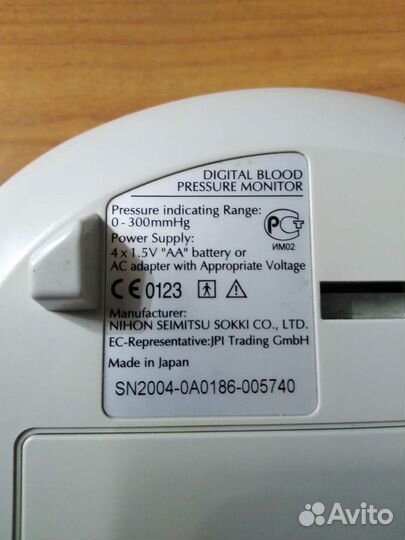 DIGITAL BLOOD
PRESSURE MONITOR
Pressure indicating Range:
0-300mmHg
Power Supply:
4 x 1.5V "AA" battery or
AC adapter with Appropriate Voltage
РСТ
ИМ02
CE 0123
Manufacturer:
NIHON SEIMITSU SOKKI CO., LTD.
EC-Representative:JPI Trading GmbH
Made in Japan
SN2004-0A0186-005740
Avito